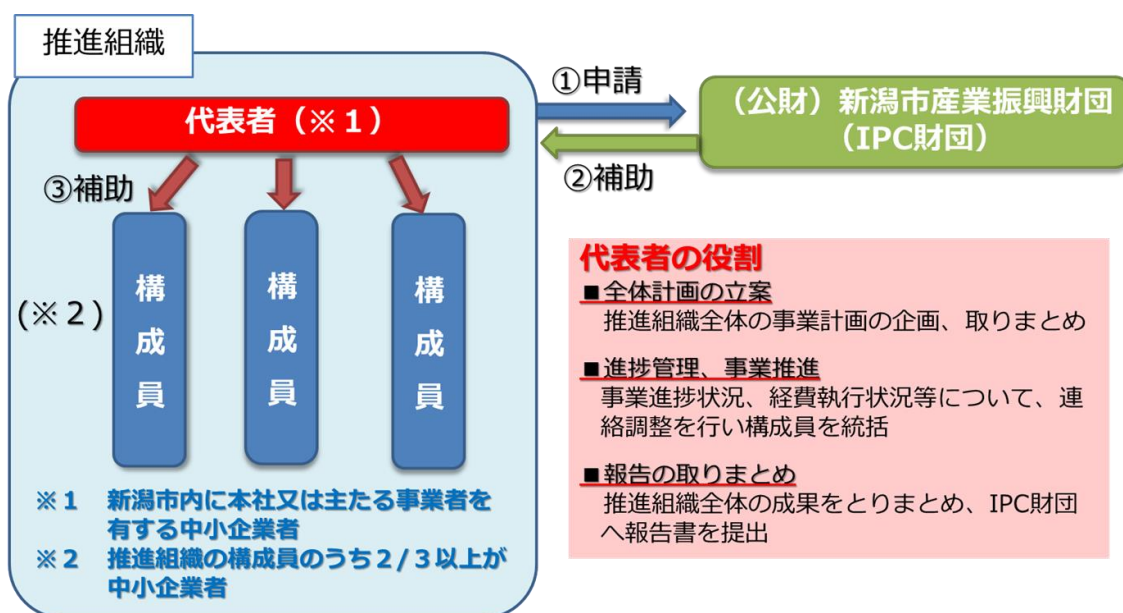 推進組織
代表者（※１）
①申請
（公財）新潟市産業振興財団
（IPC財団）
②補助
③補助
(※２)
構成員
構成員
構成員
※１　新潟市内に本社又は主たる事業者を
有する中小企業者
※２　推進組織の構成員のうち２/３以上が
中小企業者
代表者の役割
■全体計画の立案
推進組織全体の事業計画の企画、取りまとめ
■進捗管理、事業推進
事業進捗状況、経費執行状況等について、連
絡調整を行い構成員を統括
■報告の取りまとめ
推進組織全体の成果をとりまとめ、IPC財団
へ報告書を提出